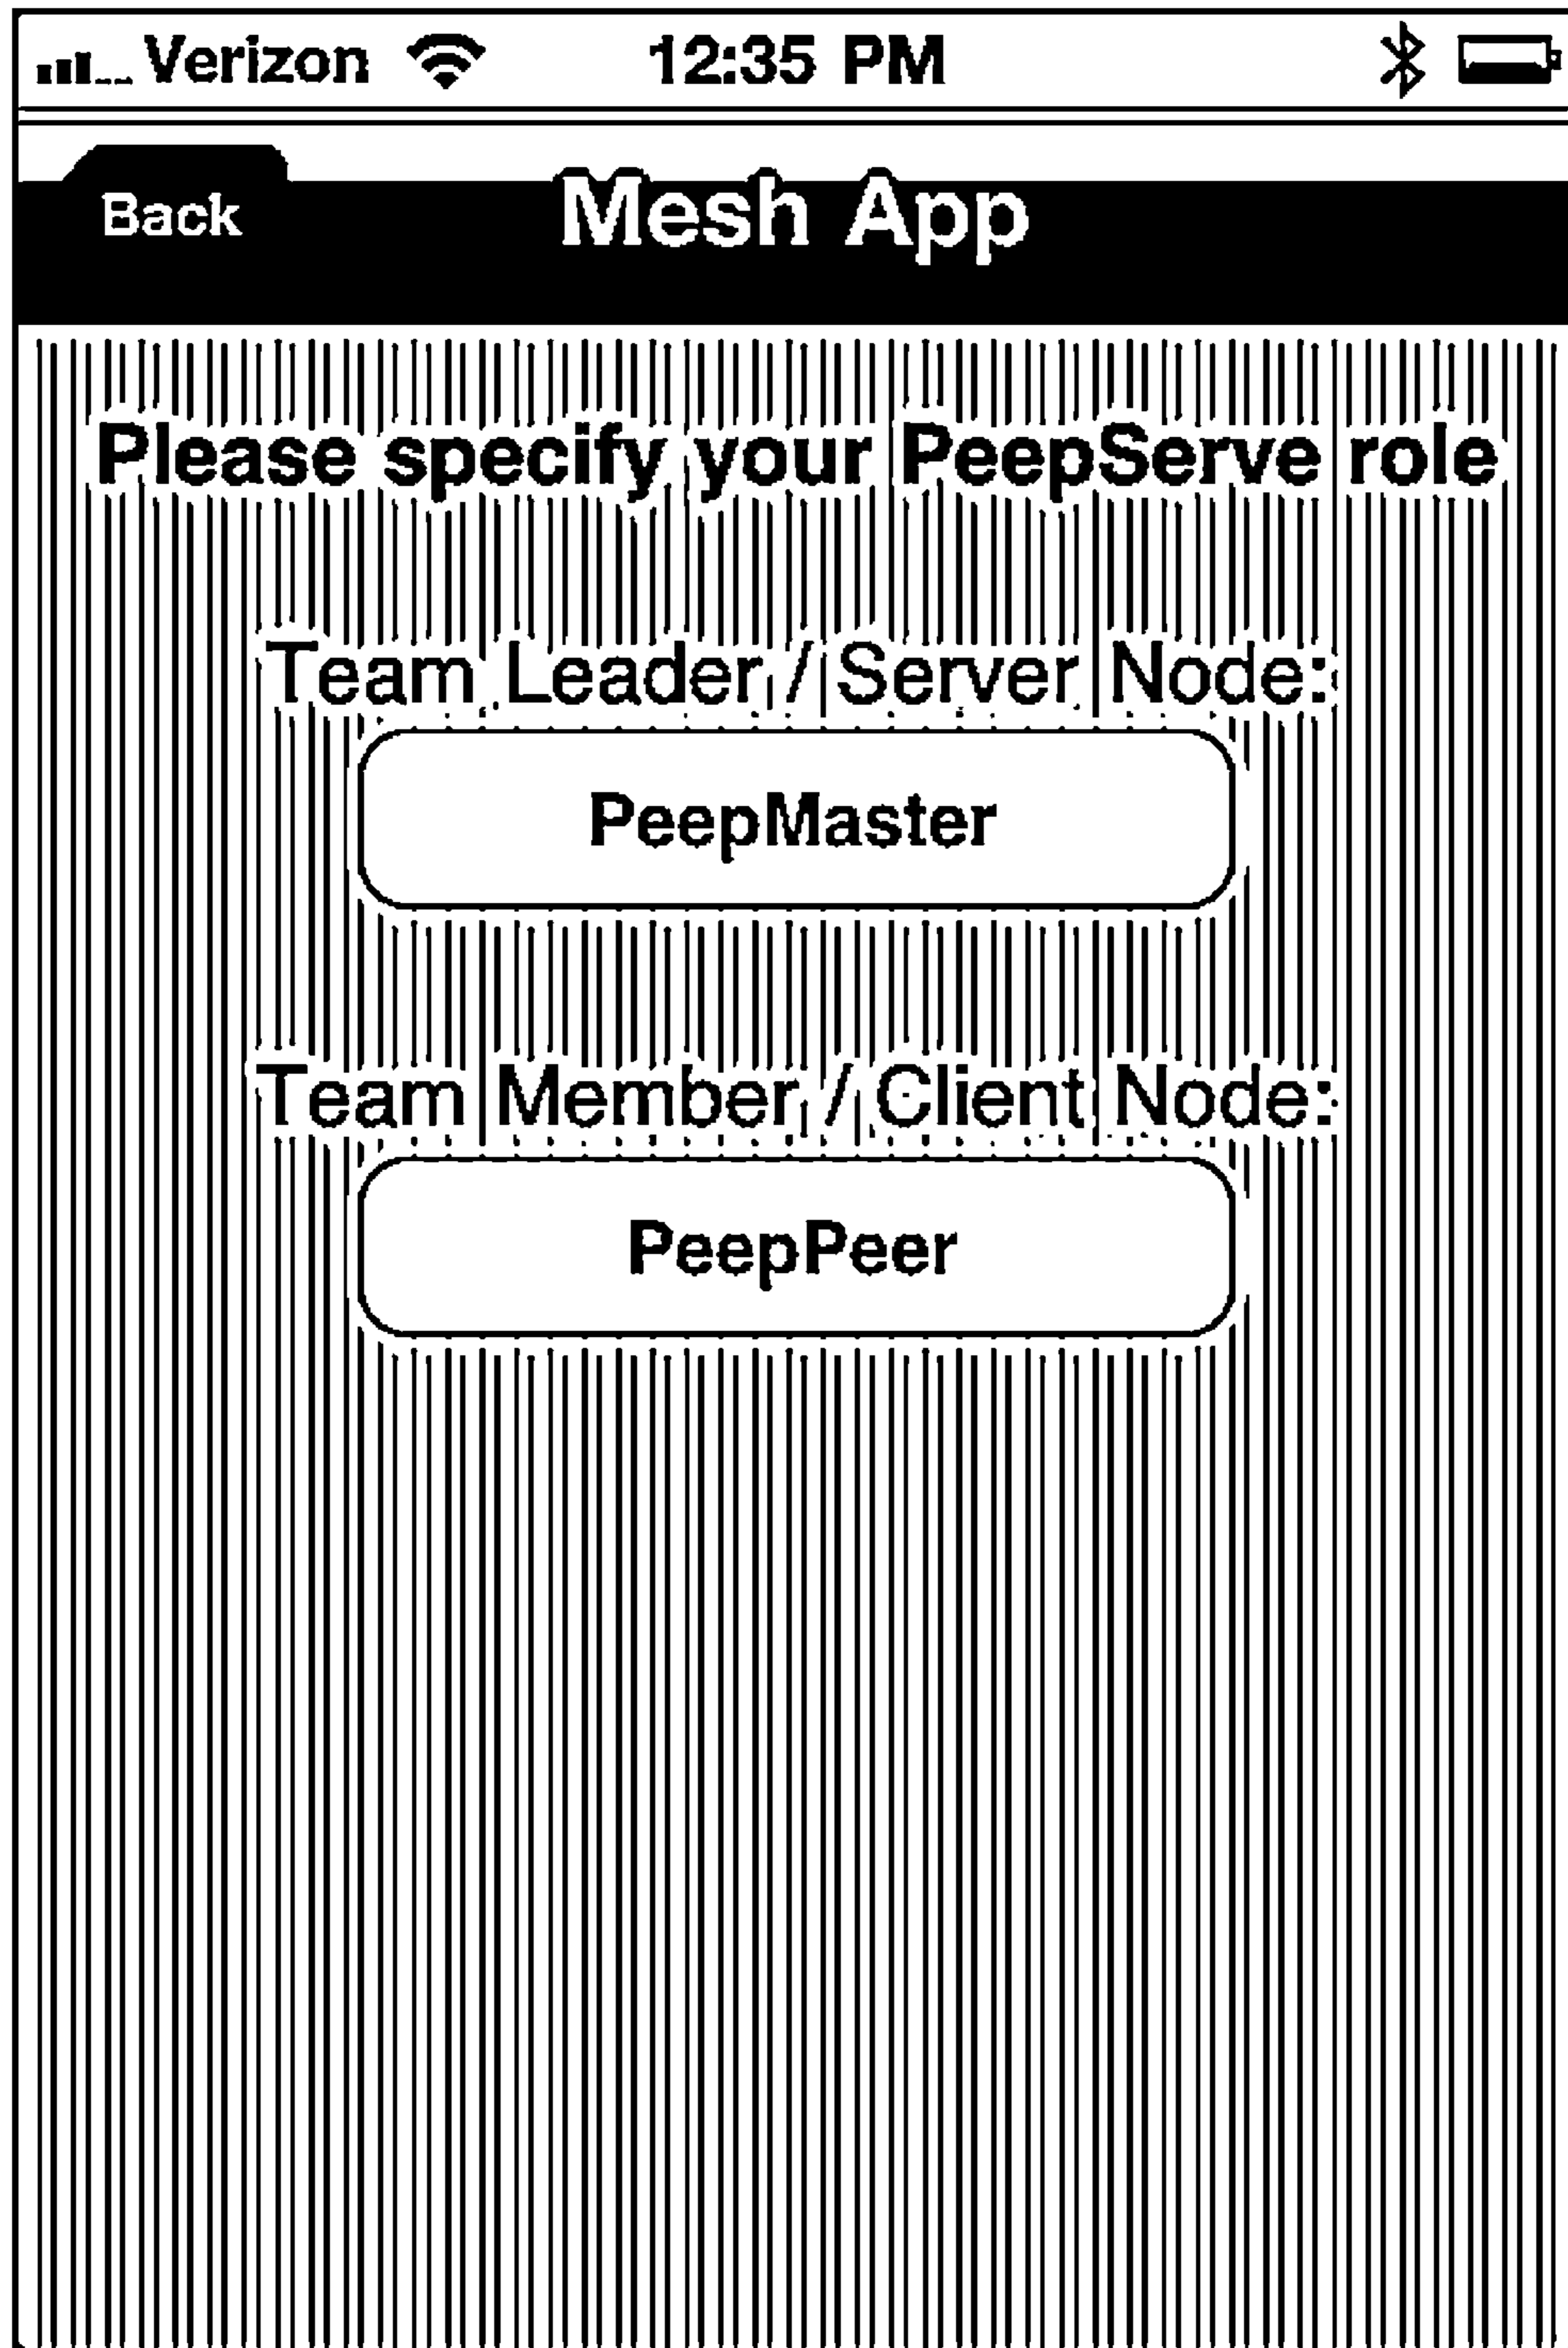 Verizon 12:35 PM
Back Mesh App
Please specify your PeepServe role
Team Leader / Server Node:
PeepMaster
Team Member / Client Node:
PeepPeer